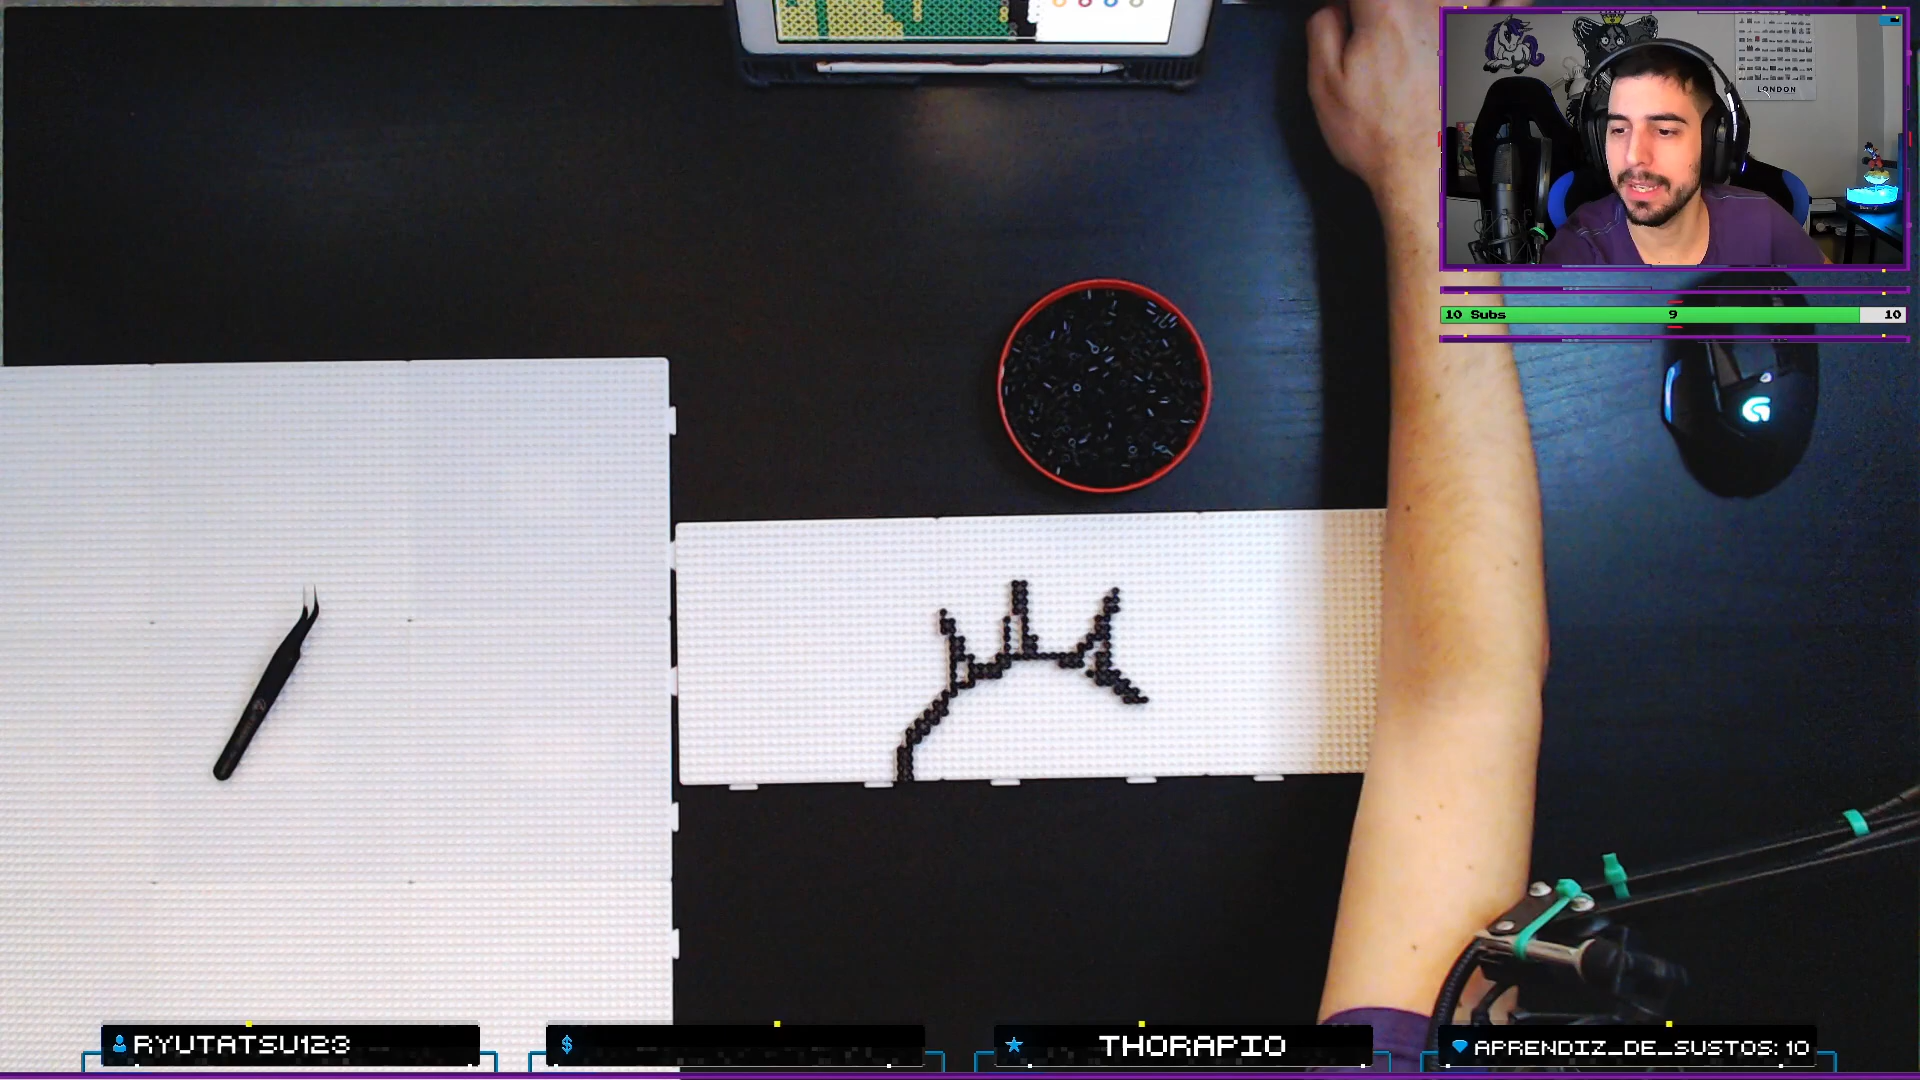 LONDON
10 Subs 9 10
RYUTATSU123
$
THORAPIO
APRENDIZ_DE_SUSTOS: 10